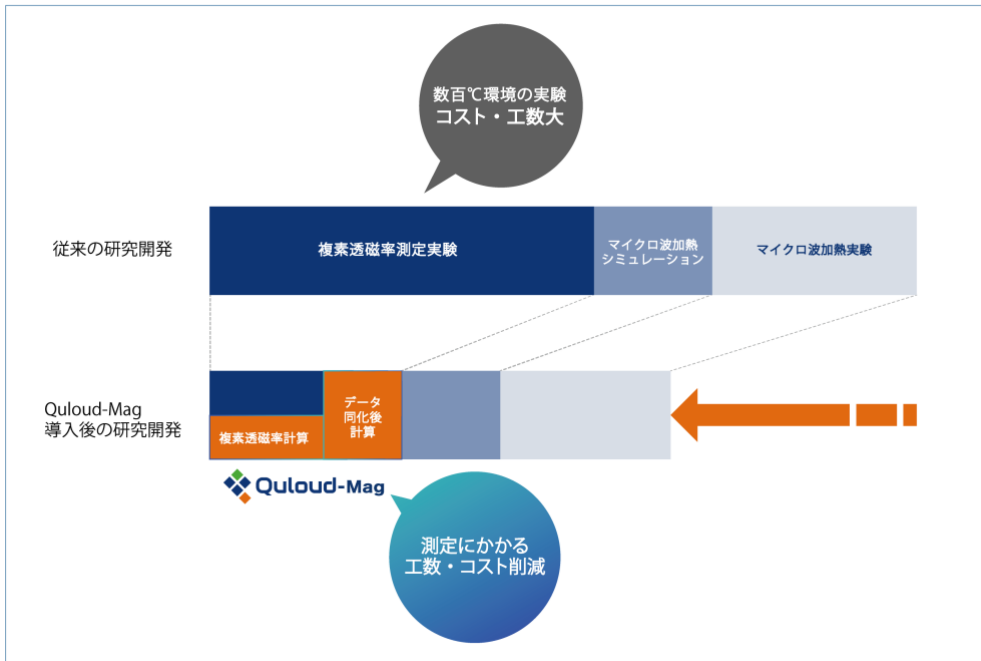 数百℃環境の実験
コスト・工数大
従来の研究開発
複素透磁率測定実験
マイクロ波加熱
シミュレーション
マイクロ波加熱実験
Quloud-Mag
導入後の研究開発
複素透磁率計算
データ
同化後
計算
Quloud-Mag
測定にかかる
工数・コスト削減